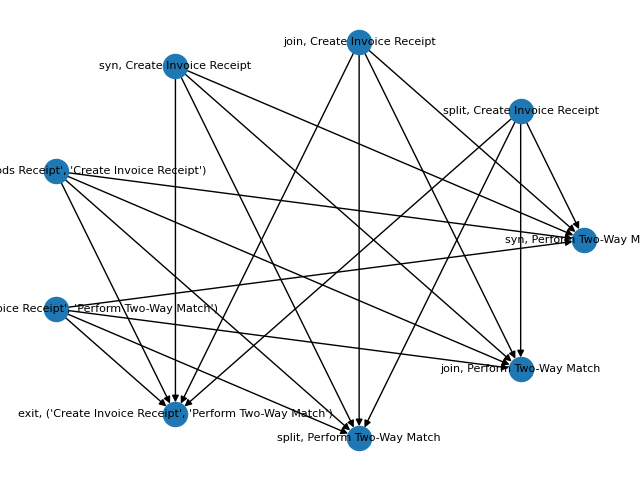 join, Create Invoice Receipt
syn, Create Invoice Receipt
split, Create Invoice Receipt
Receipt', 'Create Invoice Receipt')
syn, Perform Two-Way M
Receipt', 'Perform Two-Way Match')
join, Perform Two-Way Match
exit, ('Create Invoice Receipt', 'Perform Two-Way Match')
split, Perform Two-Way Match